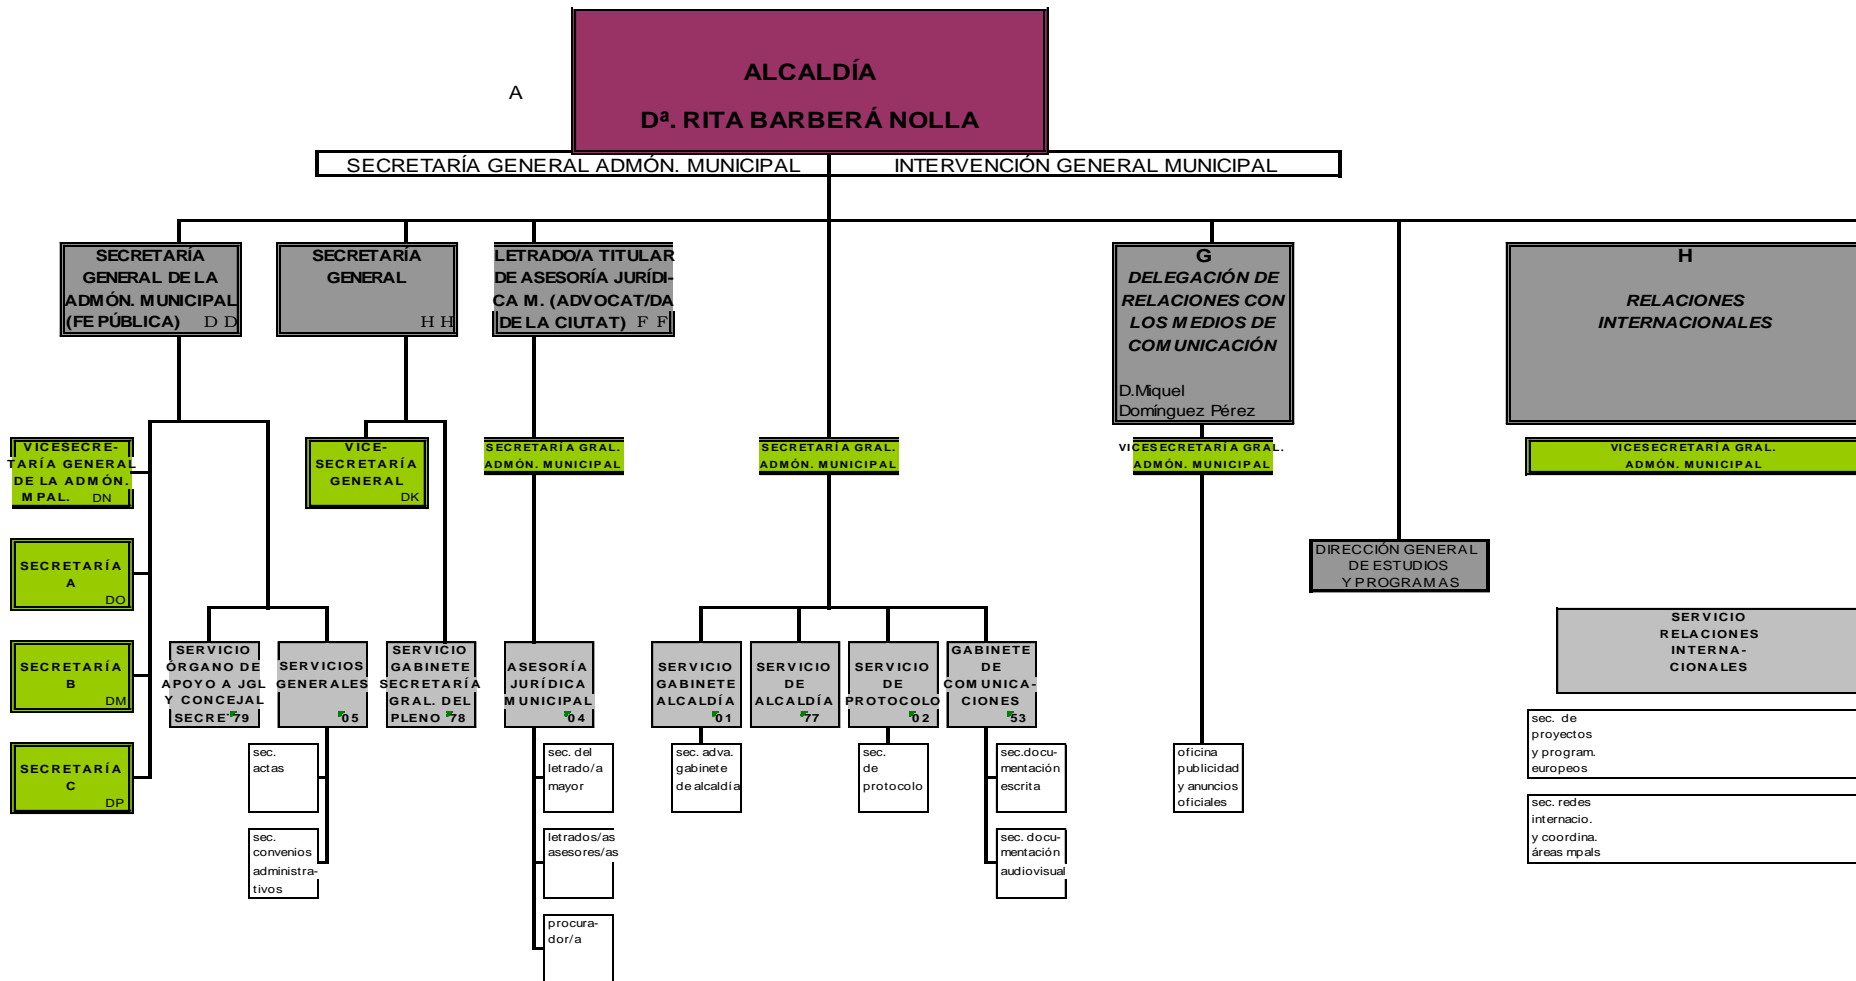 ALCALDÍA
A
Dª. RITA BARBERÁ NOLLA
SECRETARÍA GENERAL ADMÓN. MUNICIPAL
INTERVENCIÓN GENERAL MUNICIPAL
SECRETARÍA
GENERAL DE LA
ADMÓN. MUNICIPAL
(FE PÚBLICA) D D
SECRETARÍA
GENERAL
H H
LETRADO/A TITULAR
DE ASESORÍA JURÍDI-
CA M. (ADVOCAT/DA
DE LA CIUTAT) F F
G
DELEGACIÓN DE
RELACIONES CON
LOS MEDIOS DE
COMUNICACIÓN
D.Miquel
Domínguez Pérez
H
RELACIONES
INTERNACIONALES
VICESECRE-
TARÍA GENERAL
DE LA ADMÓN.
MPAL. DN
VICE-
SECRETARÍA
GENERAL
DK
SECRETARÍA GRAL.
ADMÓN. MUNICIPAL
SECRETARÍA GRAL.
ADMÓN. MUNICIPAL
VICESECRETARÍA GRAL.
ADMÓN. MUNICIPAL
VICESECRETARÍA GRAL.
ADMÓN. MUNICIPAL
SECRETARÍA
A
DO
DIRECCIÓN GENERAL
DE ESTUDIOS
Y PROGRAMAS
SECRETARÍA
B
DM
SERVICIO
ÓRGANO DE
APOYO A JGL
Y CONCEJAL
SECRE 79
SERVICIOS
GENERALES
05
SERVICIO
GABINETE
SECRETARÍA
GRAL. DEL
PLENO 78
ASESORÍA
JURÍDICA
MUNICIPAL
04
SERVICIO
GABINETE
ALCALDÍA
01
SERVICIO
DE
ALCALDÍA
77
SERVICIO
DE
PROTOCOLO
02
GABINETE
DE
COMUNICA-
CIONES
53
SERVICIO
RELACIONES
INTERNA-
CIONALES
SECRETARÍA
C
DP
sec.
actas
sec. del
letrado/a
mayor
sec. adva.
gabinete
de alcaldía
sec.
de
protocolo
sec.docu-
mentación
escrita
oficina
publicidad
y anuncios
oficiales
sec. de
proyectos
y program.
europeos
sec.
convenios
administra-
tivos
letrados/as
asesores/as
sec. docu-
mentación
audiovisual
sec. redes
internacio.
y coordina.
áreas mpals
procura-
dor/a